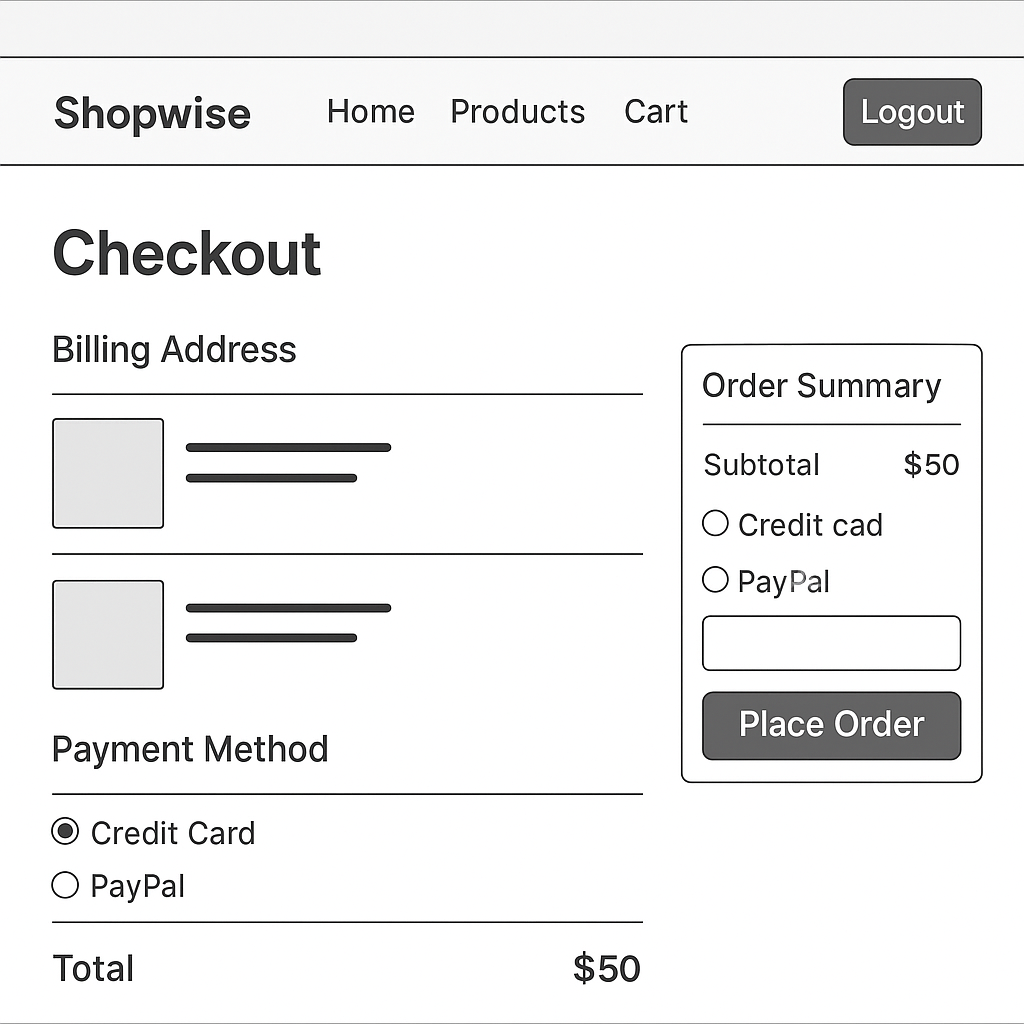 Shopwise Home Products Cart Logout
Checkout
Billing Address
Payment Method
Credit Card
PayPal
Total $50
Order Summary
Subtotal $50
Credit cad
PayPal
Place Order